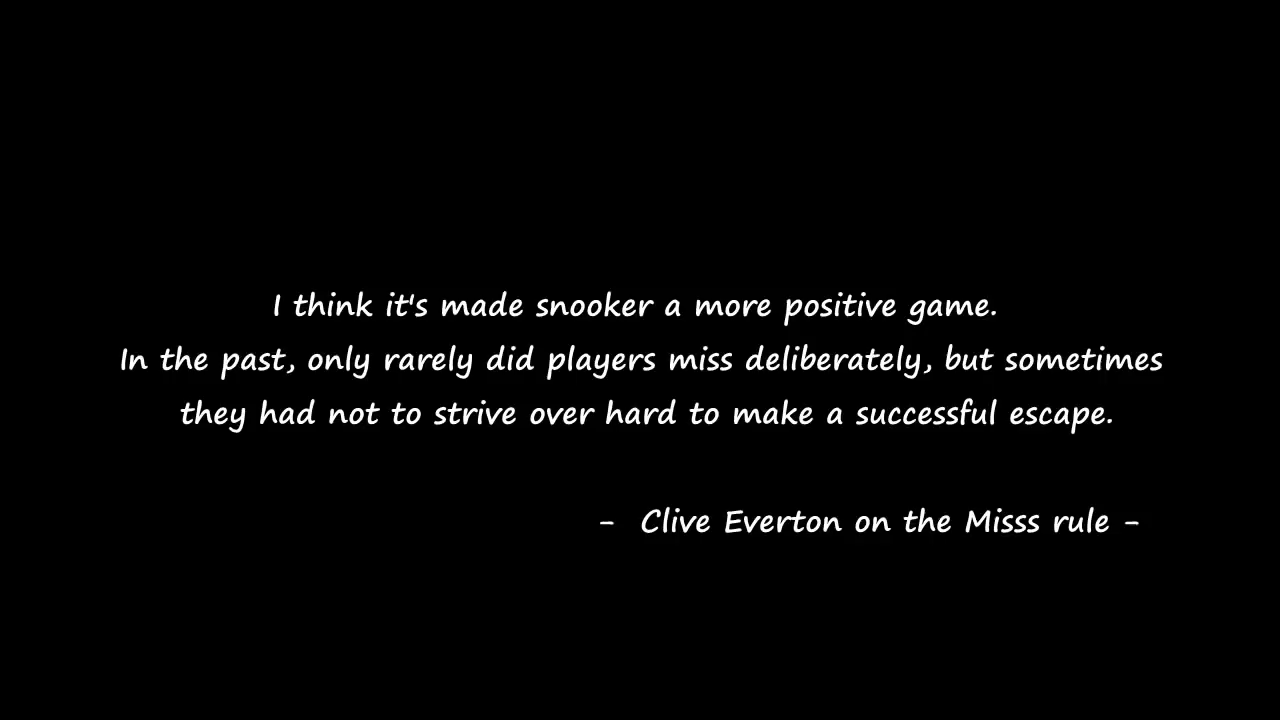 I think it's made snooker a more positive game.
In the past, only rarely did players miss deliberately, but sometimes
they had not to strive over hard to make a successful escape.
- Clive Everton on the Misss rule -